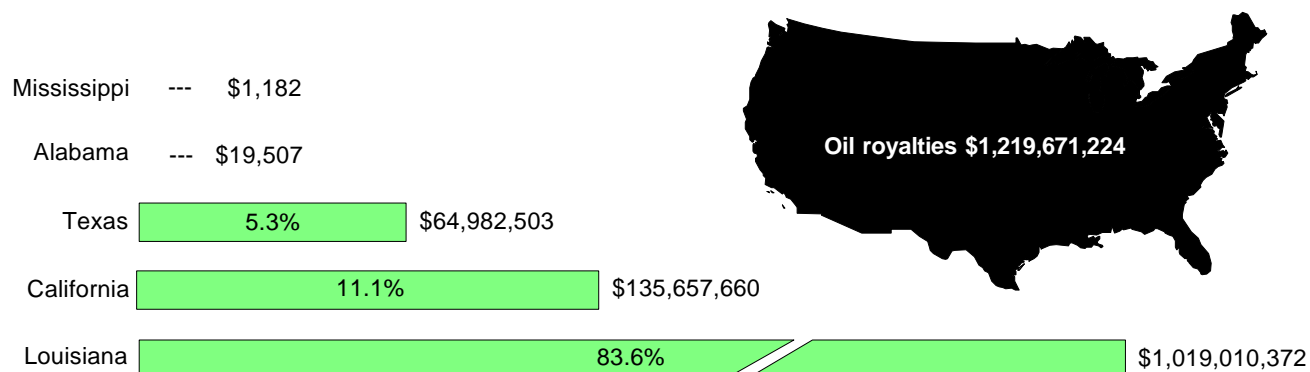 Mississippi --- $1,182
Oil royalties $1,219,671,224
Alabama --- $19,507
Texas 5.3% $64,982,503
California 11.1% $135,657,660
Louisiana 83.6% $1,019,010,372